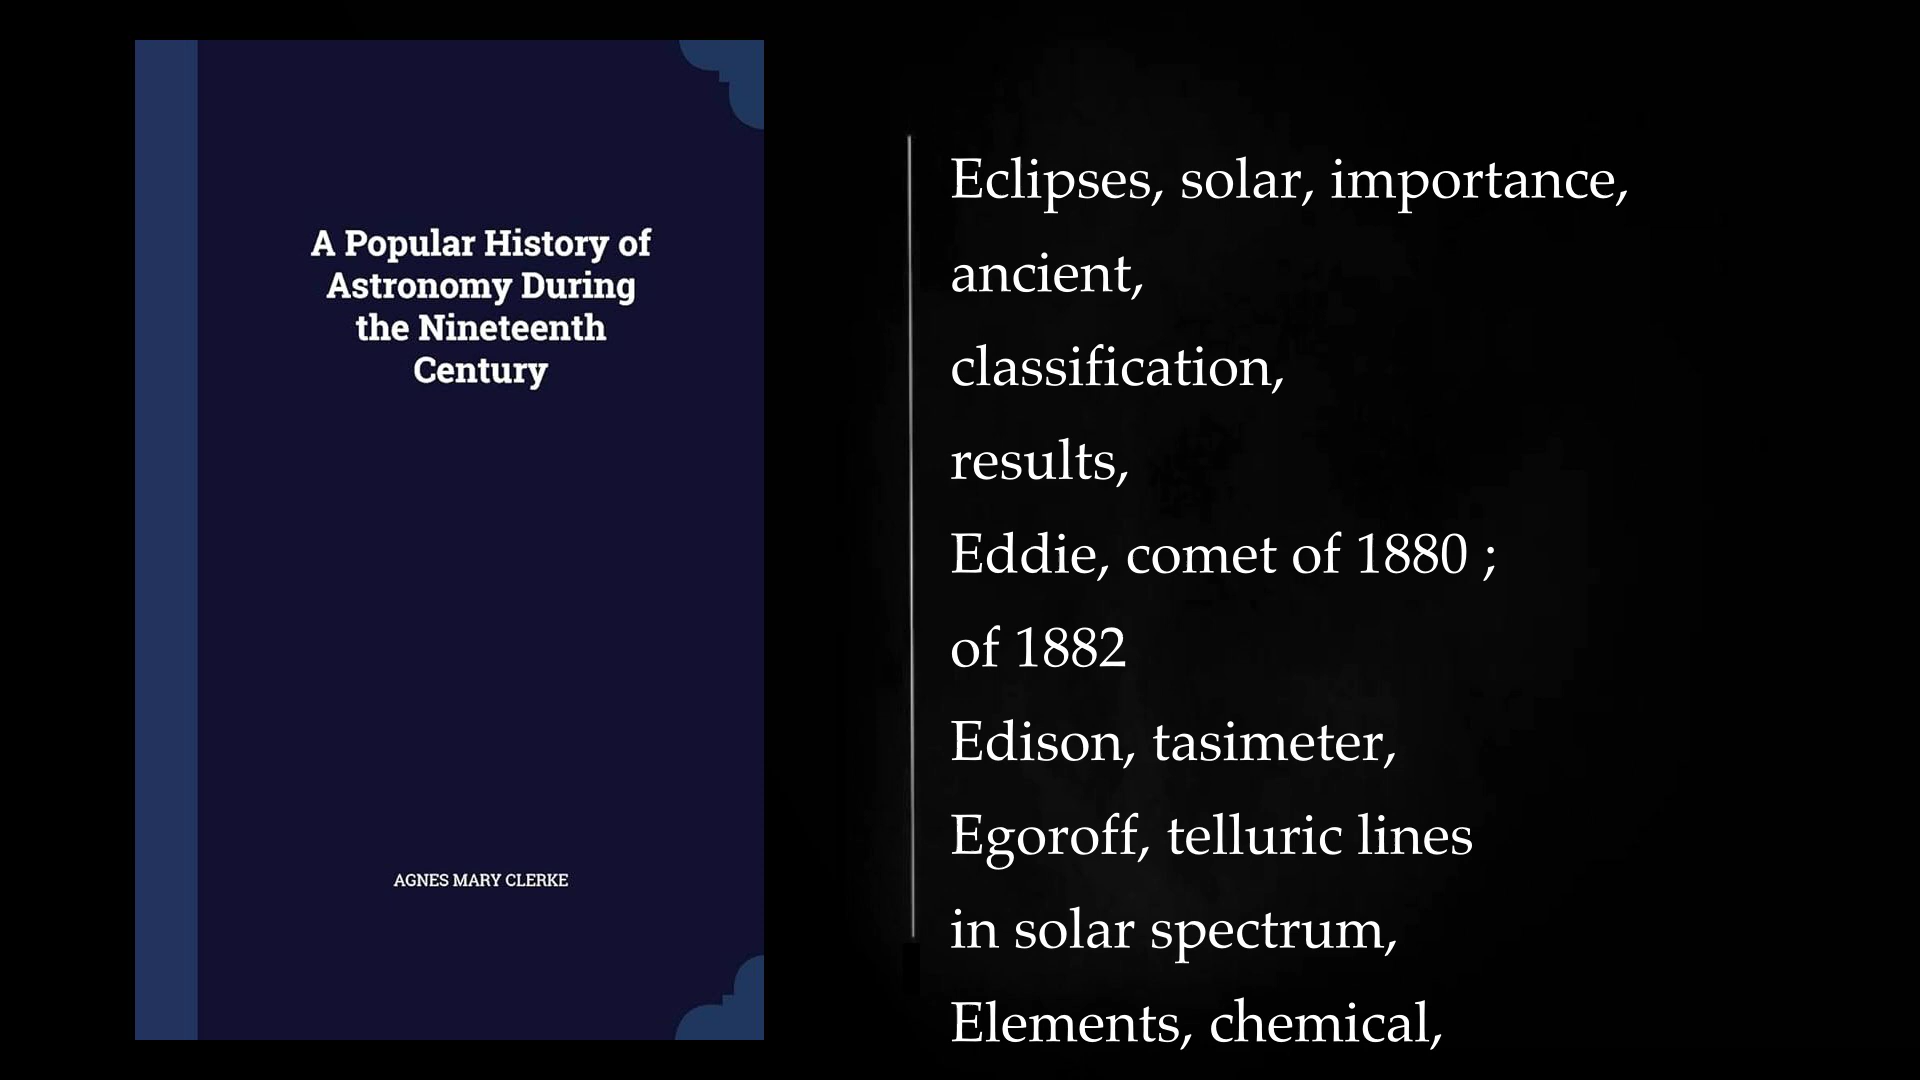 A Popular History of
Astronomy During
the Nineteenth
Century
AGNES MARY CLERKE
Eclipses, solar, importance,
ancient,
classification,
results,
Eddie, comet of 1880 ;
of 1882
Edison, tasimeter,
Egoroff, telluric lines
in solar spectrum,
Elements, chemical,